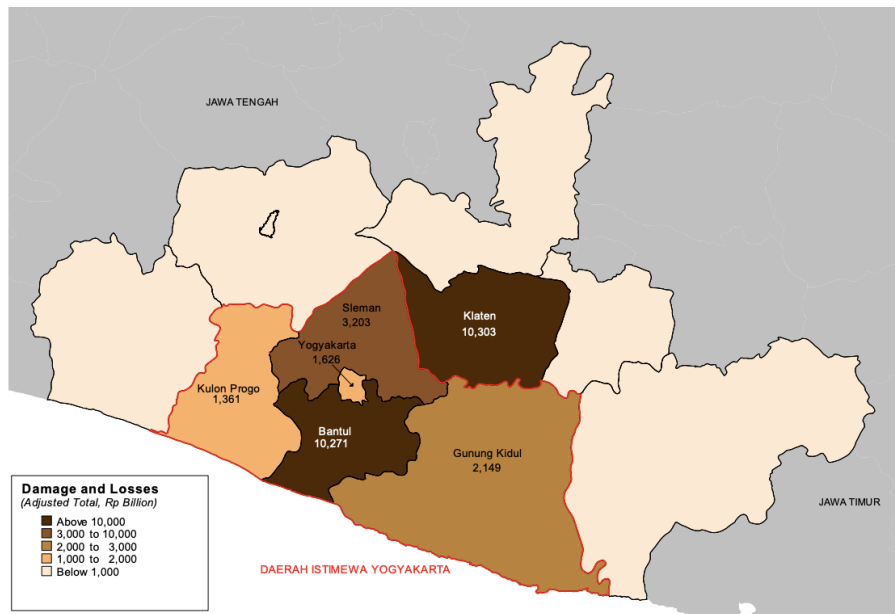 JAWA TENGAH
Sleman
3,203
Klaten
10,303
Yogyakarta
1,626
Kulon Progo
1,361
Bantul
10,271
Gunung Kidul
2,149
JAWA TIMUR
DAERAH ISTIMEWA YOGYAKARTA
Damage and Losses
(Adjusted Total, Rp Billion)
Above 10,000
3,000 to 10,000
2,000 to 3,000
1,000 to 2,000
Below 1,000